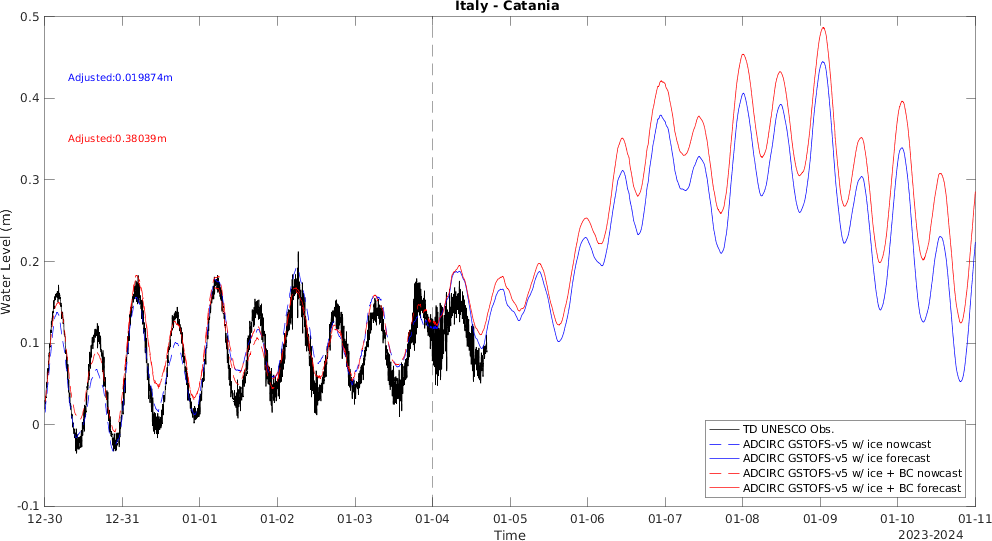 Italy - Catania
0.5
0.4
0.3
0.2
0.1
0
-0.1
Water Level (m)
Adjusted:0.019874m
Adjusted:0.38039m
TD UNESCO Obs.
ADCIRC GSTOFS-v5 w/ ice nowcast
ADCIRC GSTOFS-v5 w/ ice forecast
ADCIRC GSTOFS-v5 w/ ice + BC nowcast
ADCIRC GSTOFS-v5 w/ ice + BC forecast
12-30 12-31 01-01 01-02 01-03 01-04 01-05 01-06 01-07 01-08 01-09 01-10 01-11
Time
2023-2024